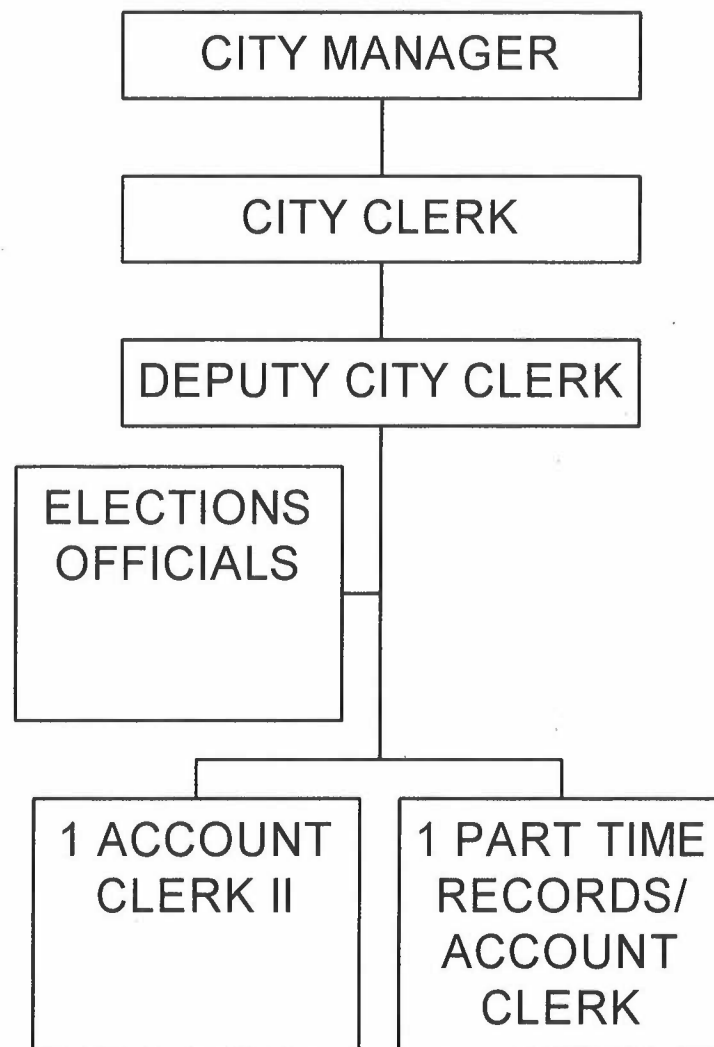 CITY MANAGER
CITY CLERK
DEPUTY CITY CLERK
ELECTIONS
OFFICIALS
1 ACCOUNT
CLERK II
1 PART TIME
RECORDS/
ACCOUNT
CLERK